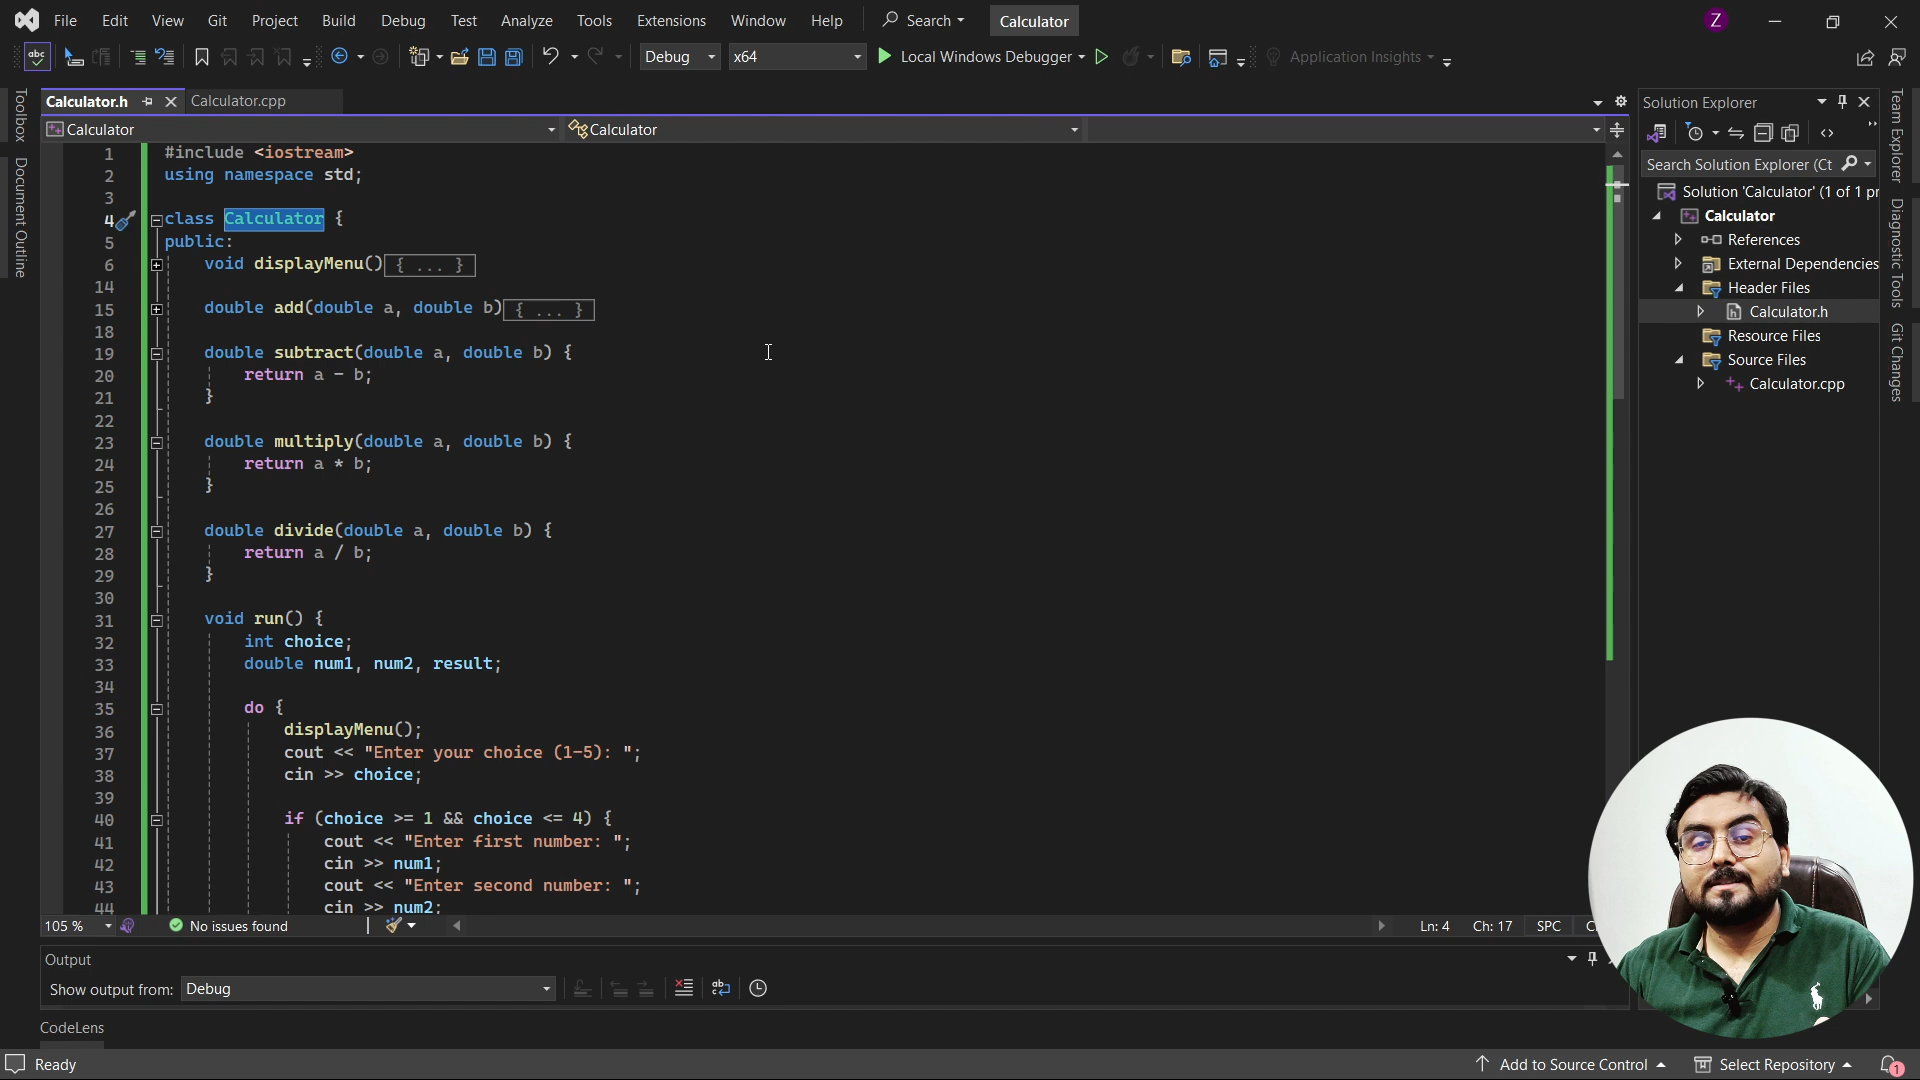 File Edit View Git Project Build Debug Test Analyze Tools Extensions Window Help Search Calculator Z
abc Debug x64 Local Windows Debugger Application Insights
Toolbox
Document Outline
Calculator.h Calculator.cpp
Calculator Calculator
1 #include <iostream>
2 using namespace std;
3
4 class Calculator {
5 public:
6 void displayMenu(){ ... }
14
15 double add(double a, double b){ ... }
18
19 double subtract(double a, double b) {
20 return a - b;
21 }
22
23 double multiply(double a, double b) {
24 return a * b;
25 }
26
27 double divide(double a, double b) {
28 return a / b;
29 }
30
31 void run() {
32 int choice;
33 double num1, num2, result;
34
35 do {
36 displayMenu();
37 cout << "Enter your choice (1-5): ";
38 cin >> choice;
39
40 if (choice >= 1 && choice <= 4) {
41 cout << "Enter first number: ";
42 cin >> num1;
43 cout << "Enter second number: ";
44 cin >> num2;
105 % No issues found Ln: 4 Ch: 17 SPC
Output
Show output from: Debug
CodeLens
Solution Explorer
Search Solution Explorer (Ct
Solution 'Calculator' (1 of 1 pr
Calculator
References
External Dependencies
Header Files
Calculator.h
Resource Files
Source Files
Calculator.cpp
Team Explorer
Diagnostic Tools
Git Changes
Ready Add to Source Control Select Repository 1